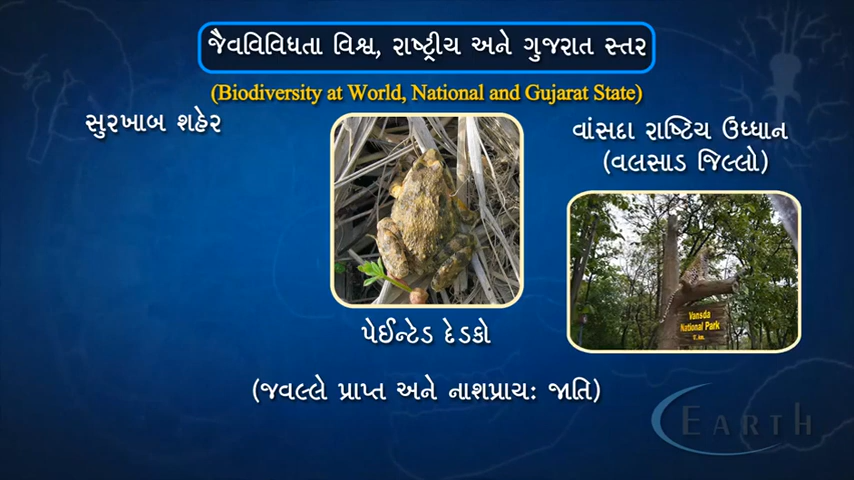 જૈવવિવિધતા વિશ્વ, રાષ્ટ્રીય અને ગુજરાત સ્તર
(Biodiversity at World, National and Gujarat State)
સુરખાબ શહેર
વાંસદા રાષ્ટિય ઉધ્ધાન
(વલસાડ જિલ્લો)
Vansda
National Park
પેઈન્ટેડ દેડકો
(જવલ્લે પ્રાપ્ત અને નાશપ્રાયઃ જાતિ)
EARTH